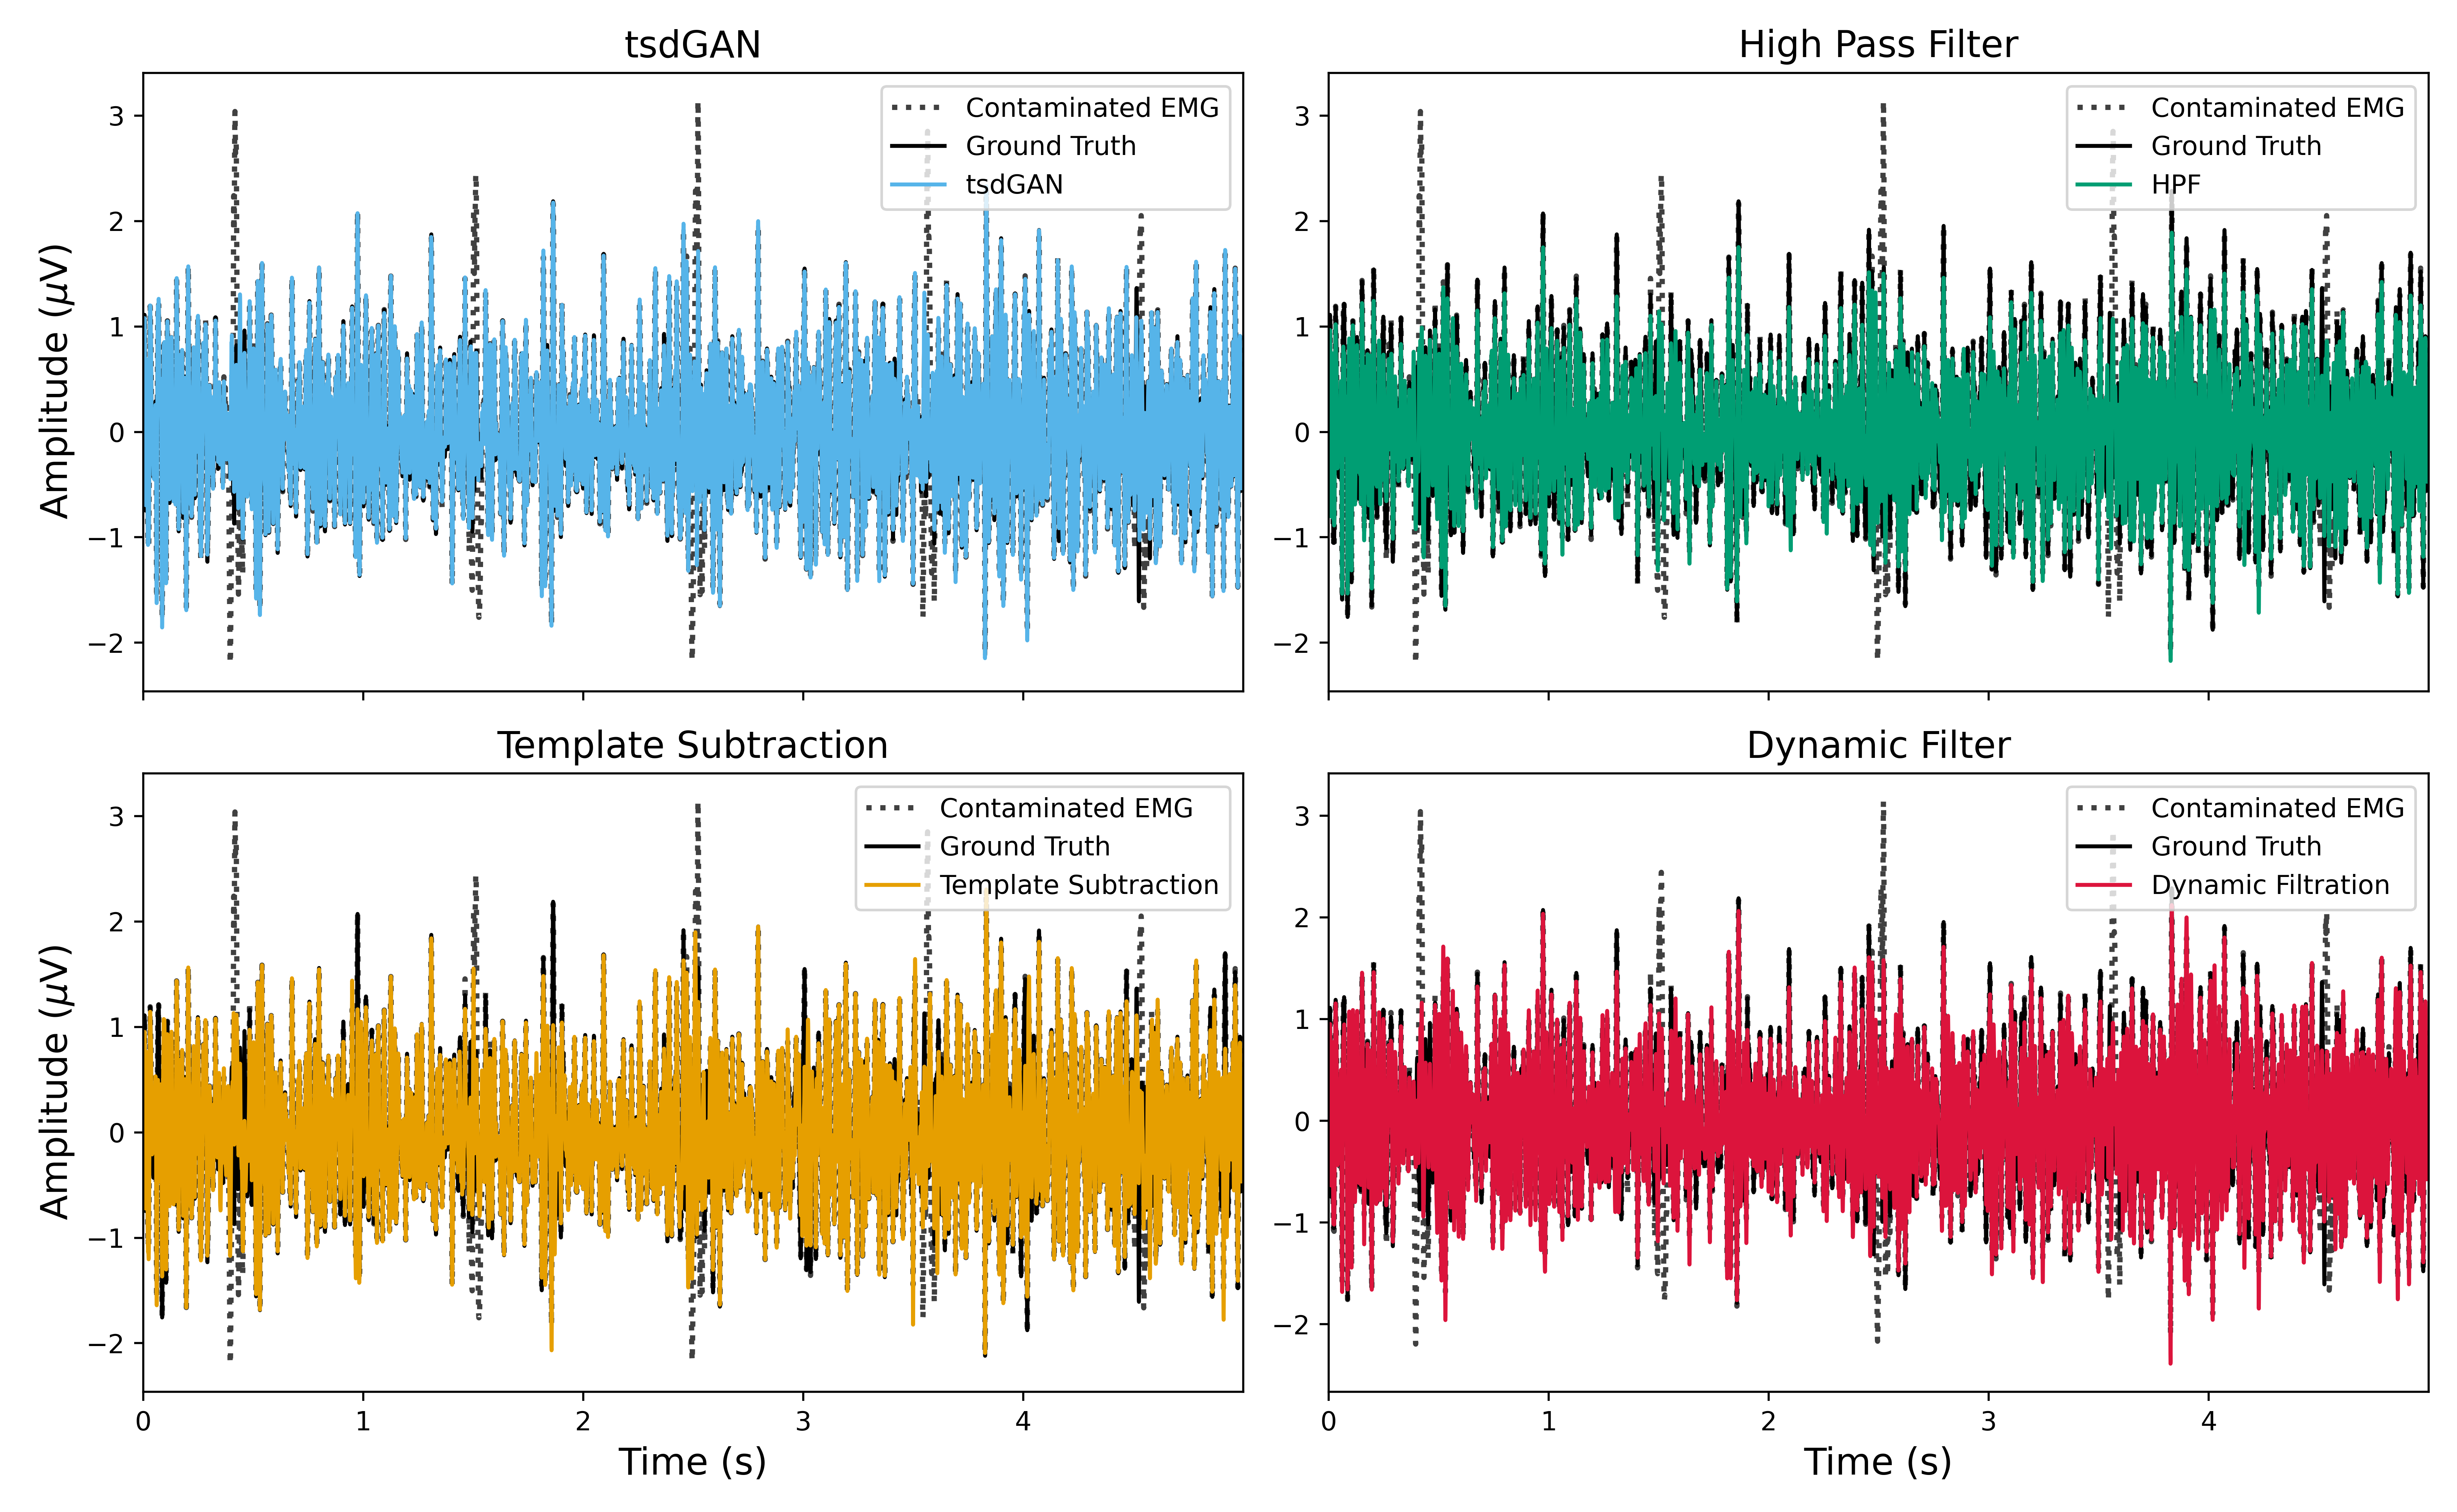 tsdGAN
Amplitude (μV)
3
2
1
0
−1
−2
Contaminated EMG
Ground Truth
tsdGAN
High Pass Filter
3
2
1
0
−1
−2
Contaminated EMG
Ground Truth
HPF
Template Subtraction
Amplitude (μV)
3
2
1
0
−1
−2
Contaminated EMG
Ground Truth
Template Subtraction
0 1 2 3 4
Time (s)
Dynamic Filter
3
2
1
0
−1
−2
Contaminated EMG
Ground Truth
Dynamic Filtration
0 1 2 3 4
Time (s)